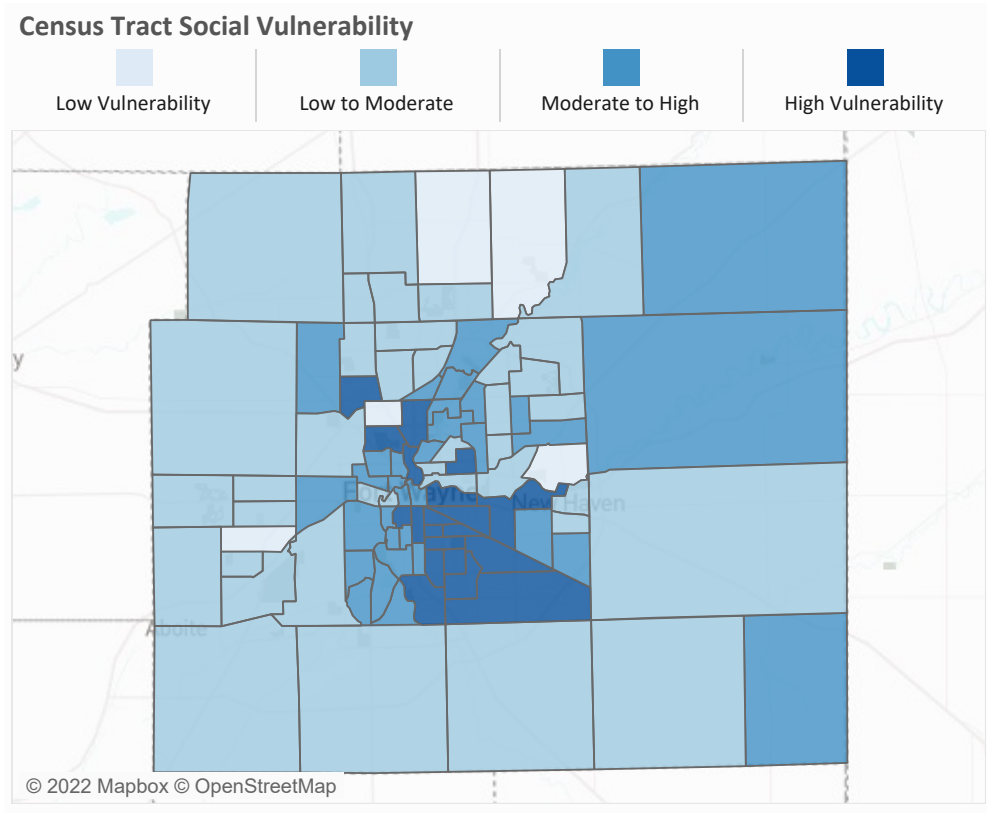 Census Tract Social Vulnerability
Low Vulnerability
Low to Moderate
Moderate to High
High Vulnerability
y
Fort Wayne
New Haven
Aboite
© 2022 Mapbox © OpenStreetMap